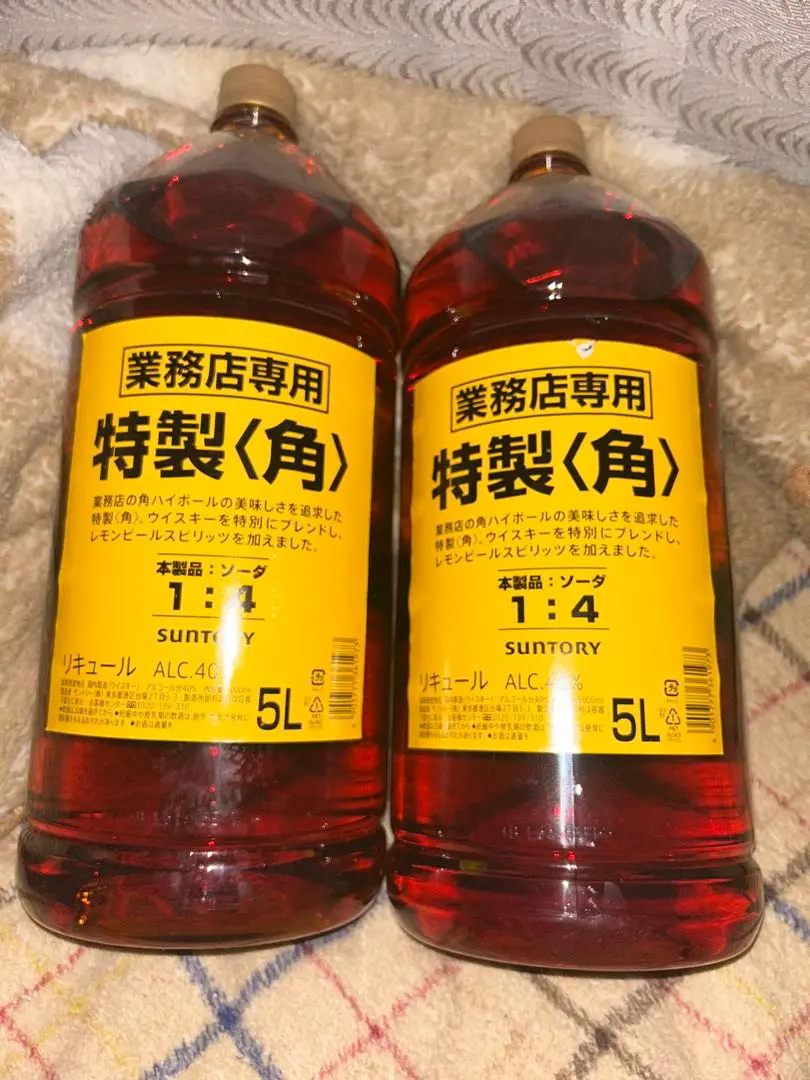 業務店専用
特製〈角〉
業務店の角ハイボールの美味しさを追求した
特製〈角〉。ウイスキーを特別にブレンドし、
レモンピールスピリッツを加えました。
本製品:ソーダ
1:4
SUNTORY
リキュール ALC.40%
5L
業務店専用
特製〈角〉
業務店の角ハイボールの美味しさを追求した
特製〈角〉。ウイスキーを特別にブレンドし、
レモンピールスピリッツを加えました。
本製品:ソーダ
1:4
SUNTORY
リキュール ALC.40%
5L